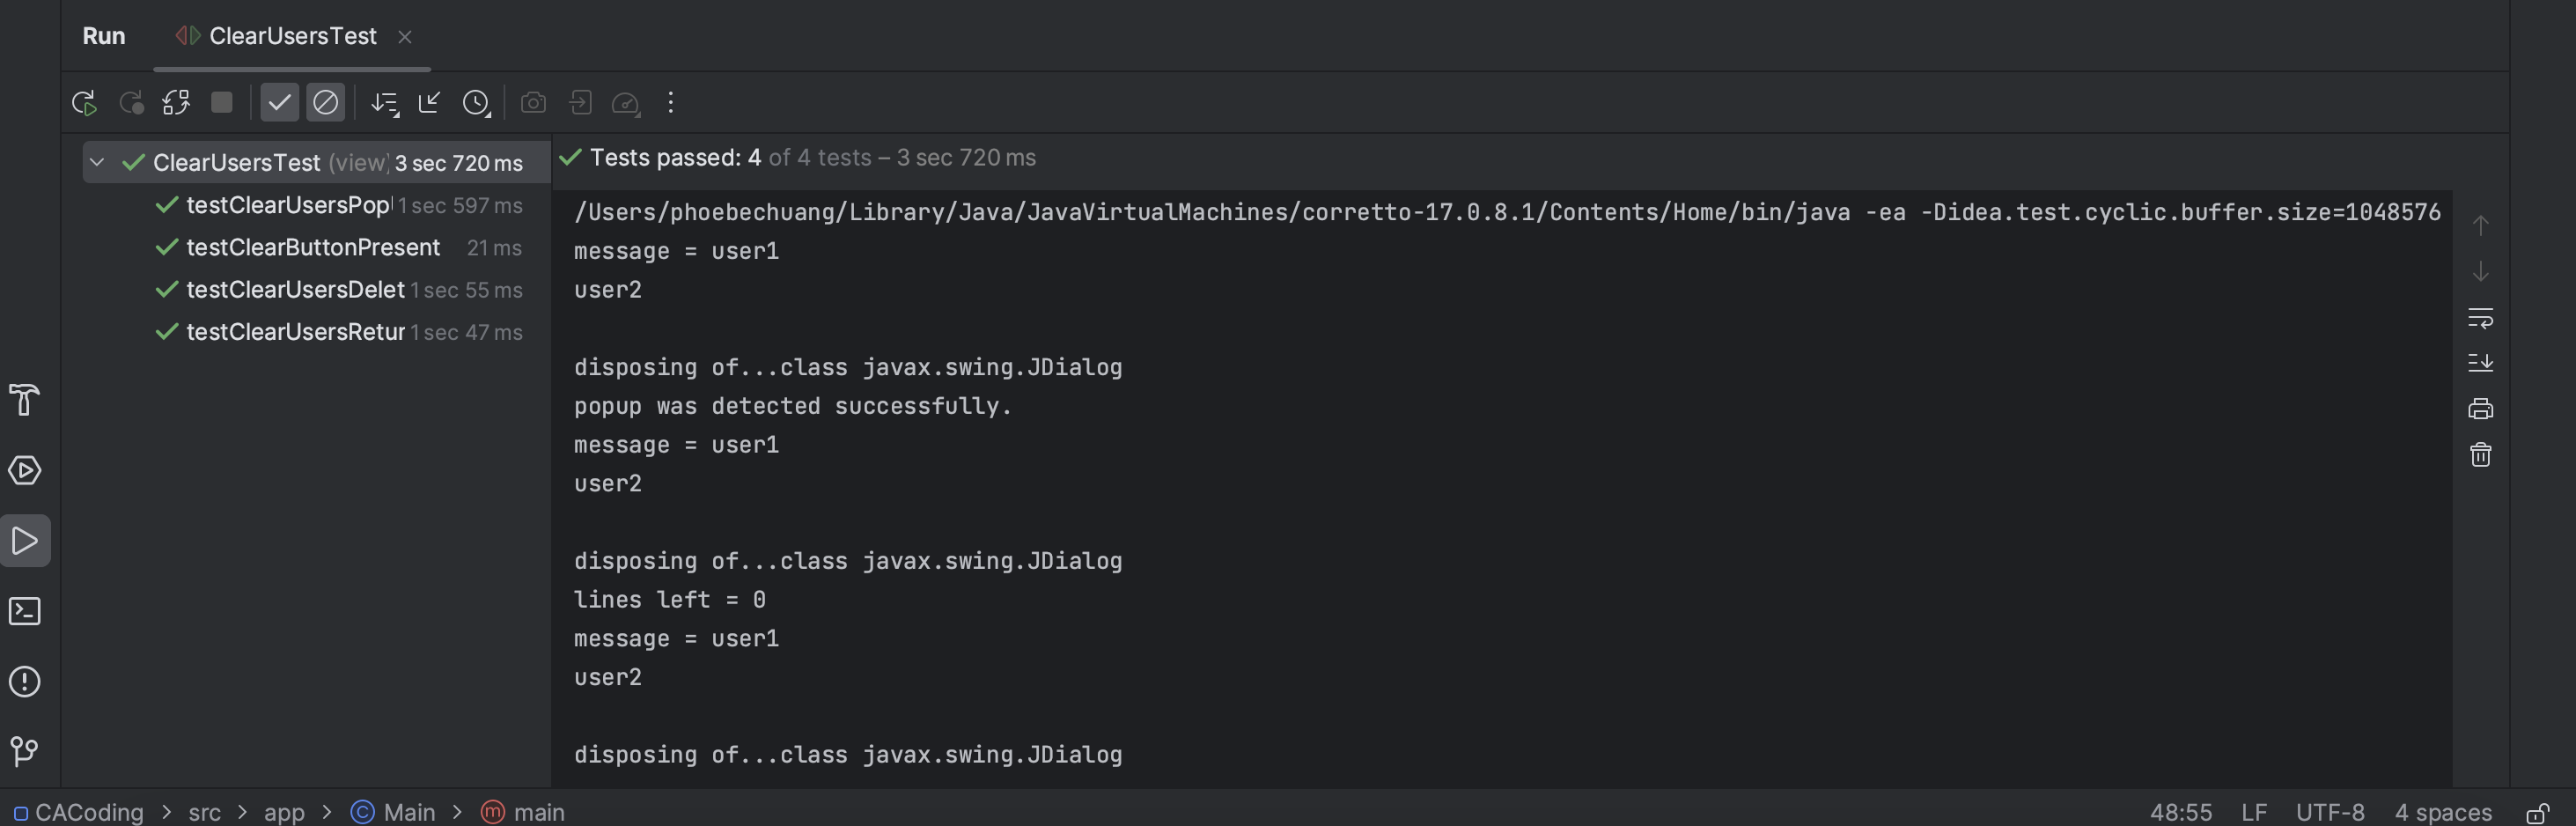 Run ClearUsersTest
ClearUsersTest (view) 3 sec 720 ms
testClearUsersPop 1 sec 597 ms
testClearButtonPresent 21 ms
testClearUsersDelet 1 sec 55 ms
testClearUsersRetur 1 sec 47 ms
Tests passed: 4 of 4 tests – 3 sec 720 ms
/Users/phoebechuang/Library/Java/JavaVirtualMachines/corretto-17.0.8.1/Contents/Home/bin/java -ea -Didea.test.cyclic.buffer.size=1048576
message = user1
user2
disposing of...class javax.swing.JDialog
popup was detected successfully.
message = user1
user2
disposing of...class javax.swing.JDialog
lines left = 0
message = user1
user2
disposing of...class javax.swing.JDialog
CACoding > src > app > Main > main 48:55 LF UTF-8 4 spaces